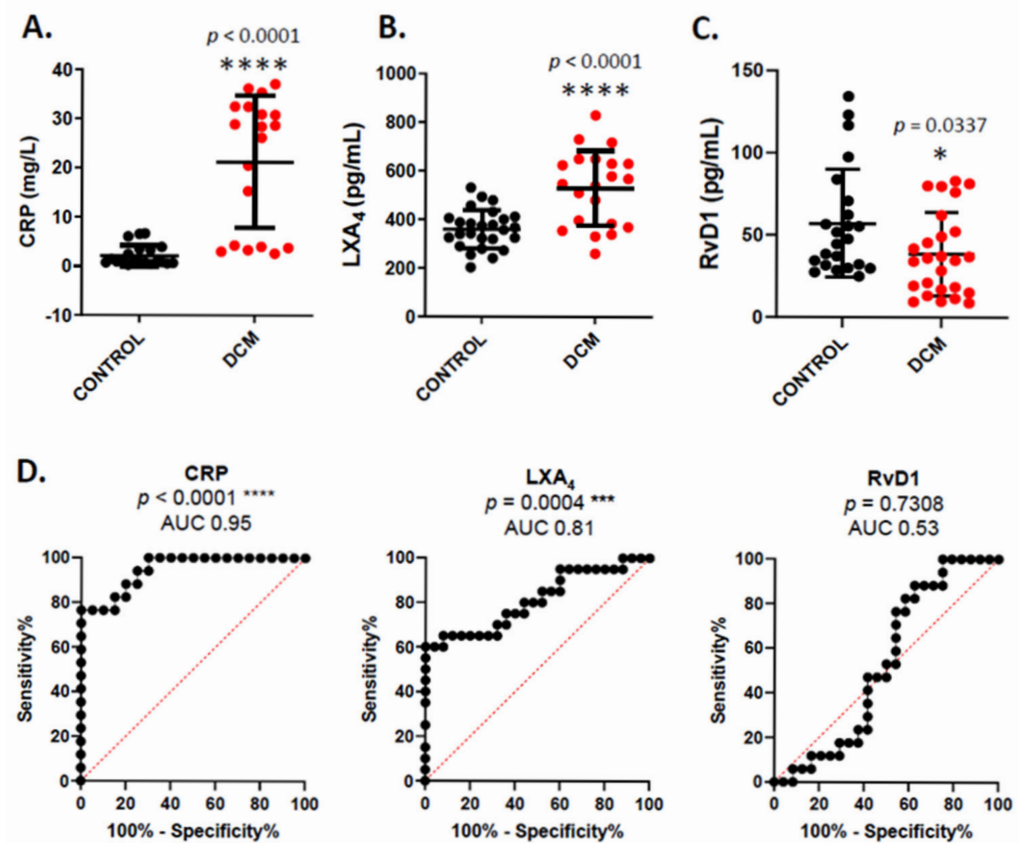 A.
p < 0.0001
****
CRP (mg/L)
40
30
20
10
0
-10
CONTROL
DCM
B.
p < 0.0001
****
LXA₄ (pg/mL)
1000
800
600
400
200
0
CONTROL
DCM
C.
p = 0.0337
*
RvD1 (pg/mL)
150
100
50
0
CONTROL
DCM
D.
CRP
p < 0.0001 ****
AUC 0.95
Sensitivity%
100
80
60
40
20
0
0 20 40 60 80 100
100% - Specificity%
LXA₄
p = 0.0004 ***
AUC 0.81
Sensitivity%
100
80
60
40
20
0
0 20 40 60 80 100
100% - Specificity%
RvD1
p = 0.7308
AUC 0.53
Sensitivity%
100
80
60
40
20
0
0 20 40 60 80 100
100% - Specificity%